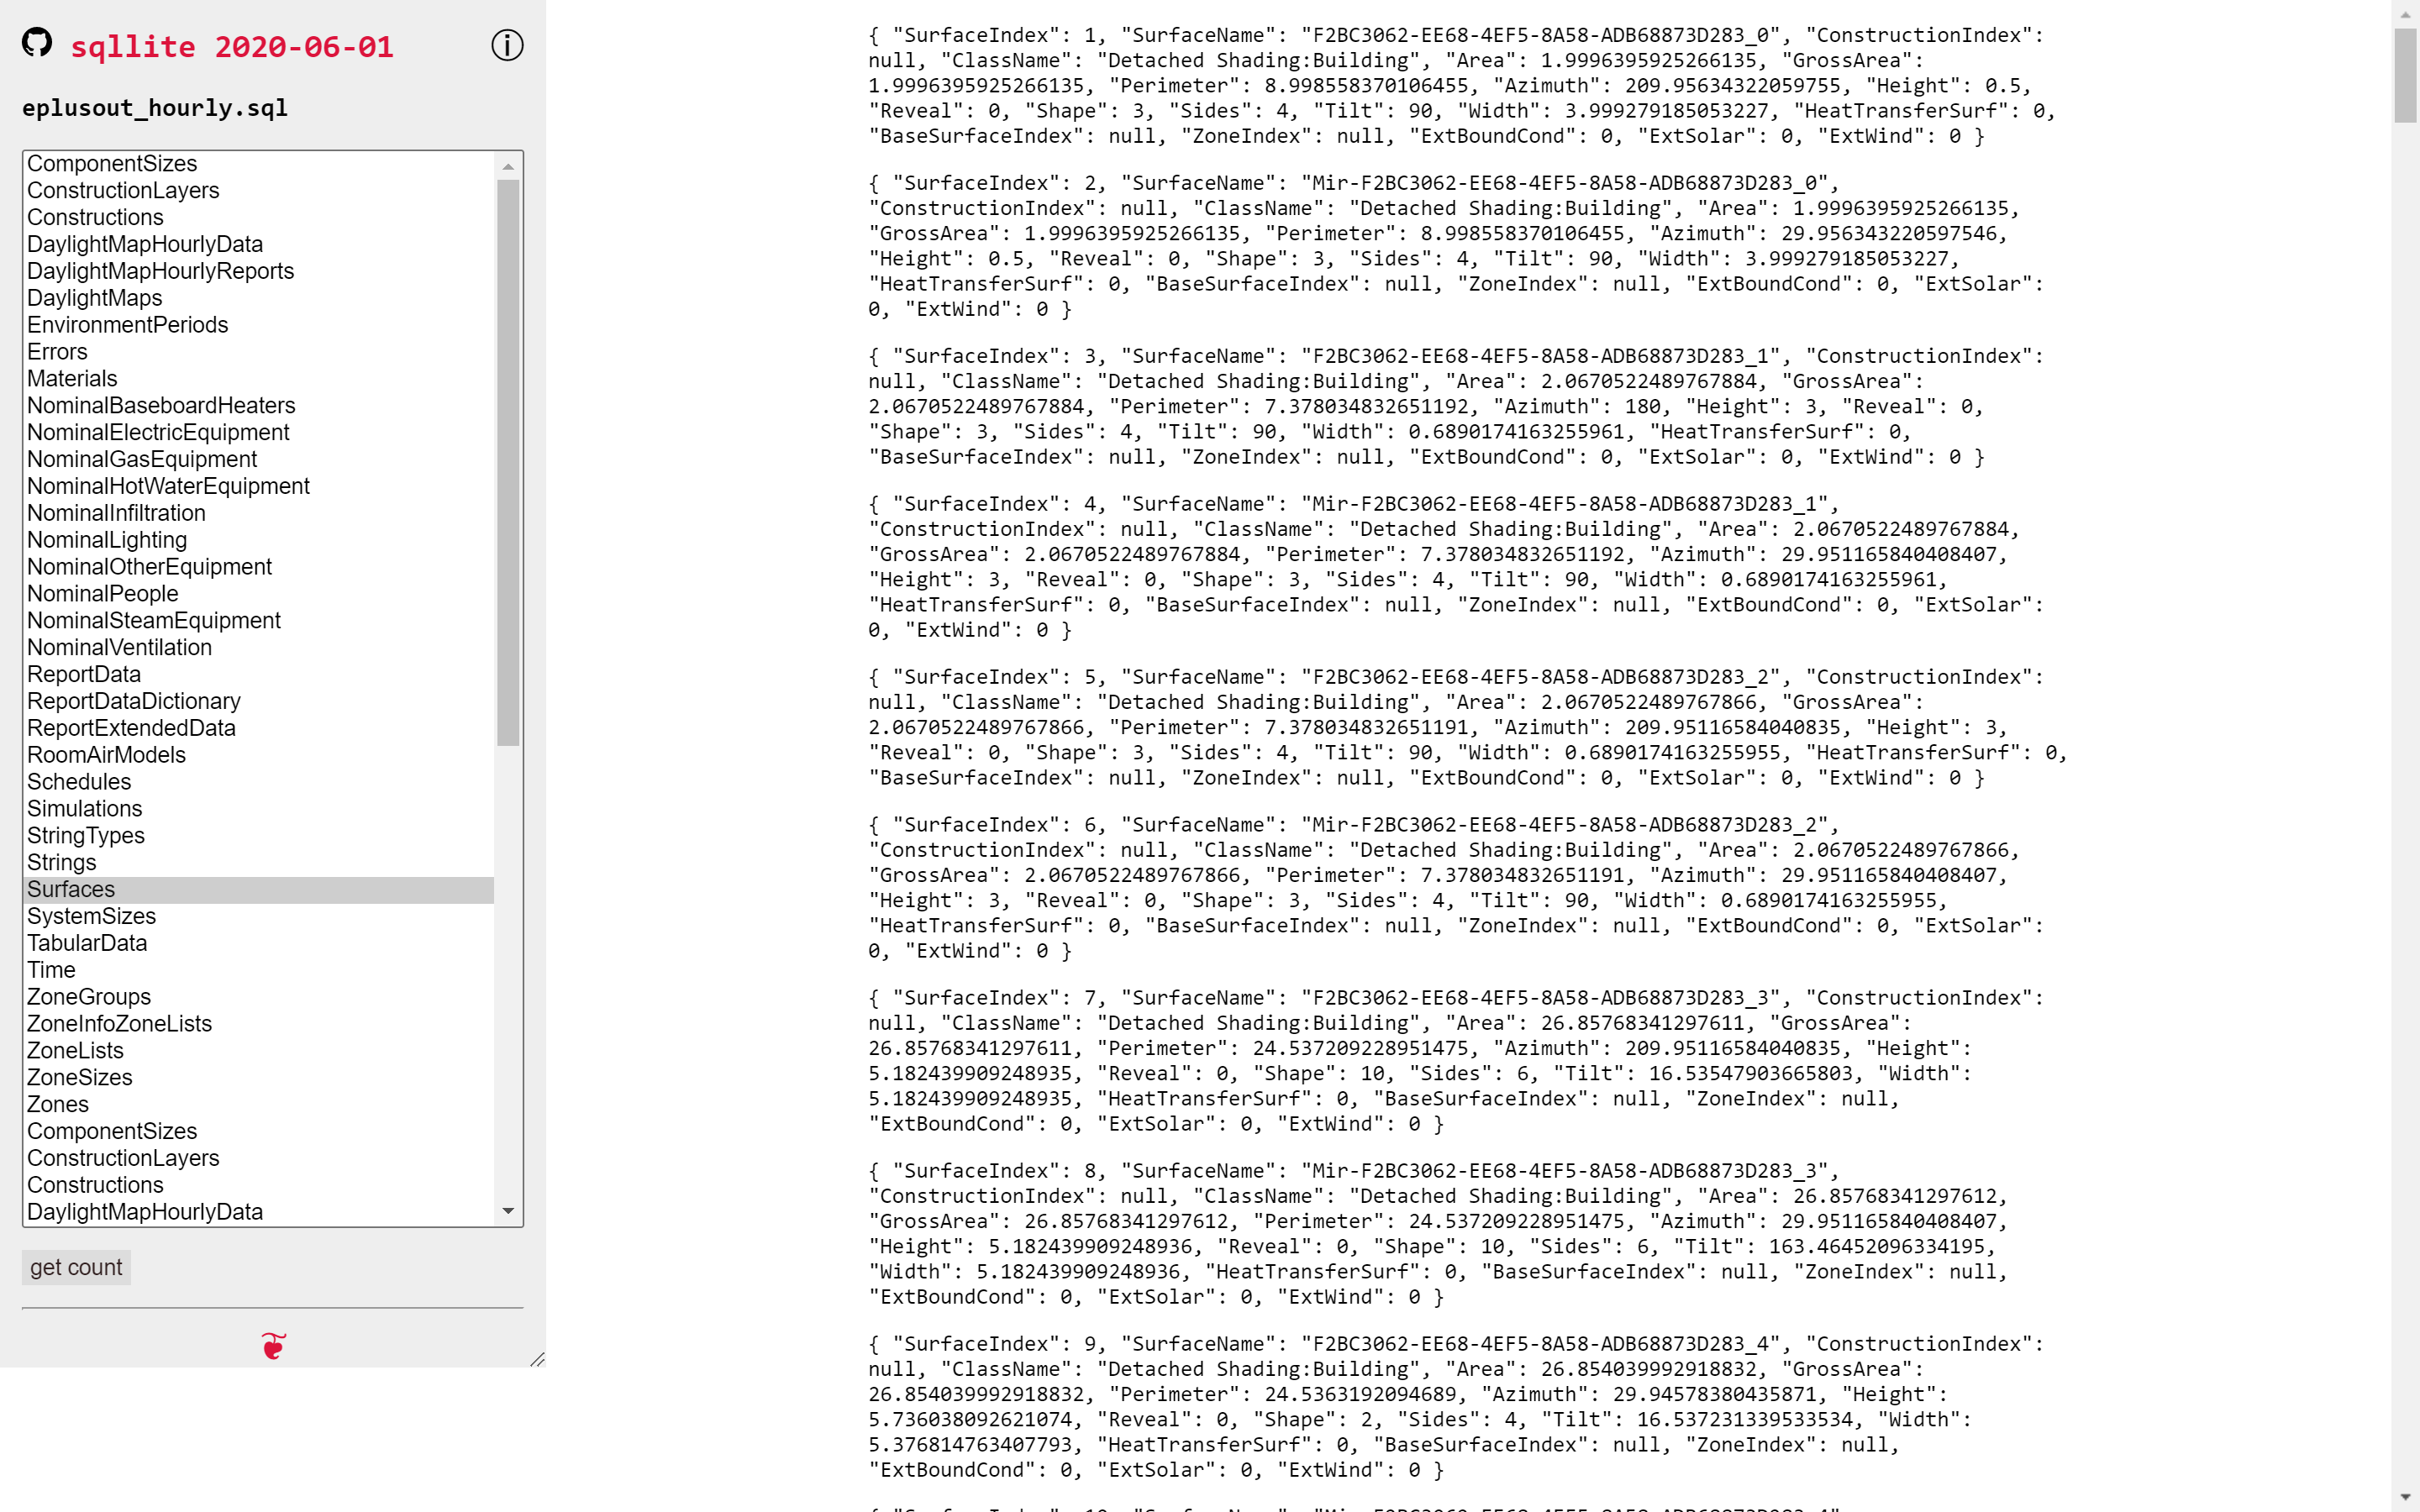 sqllite 2020-06-01
ⓘ
eplusout_hourly.sql
ComponentSizes
ConstructionLayers
Constructions
DaylightMapHourlyData
DaylightMapHourlyReports
DaylightMaps
EnvironmentPeriods
Errors
Materials
NominalBaseboardHeaters
NominalElectricEquipment
NominalGasEquipment
NominalHotWaterEquipment
NominalInfiltration
NominalLighting
NominalOtherEquipment
NominalPeople
NominalSteamEquipment
NominalVentilation
ReportData
ReportDataDictionary
ReportExtendedData
RoomAirModels
Schedules
Simulations
StringTypes
Strings
Surfaces
SystemSizes
TabularData
Time
ZoneGroups
ZoneInfoZoneLists
ZoneLists
ZoneSizes
Zones
ComponentSizes
ConstructionLayers
Constructions
DaylightMapHourlyData
get count
❦
{ "SurfaceIndex": 1, "SurfaceName": "F2BC3062-EE68-4EF5-8A58-ADB68873D283_0", "ConstructionIndex":
null, "ClassName": "Detached Shading:Building", "Area": 1.9996395925266135, "GrossArea":
1.9996395925266135, "Perimeter": 8.998558370106455, "Azimuth": 209.95634322059755, "Height": 0.5,
"Reveal": 0, "Shape": 3, "Sides": 4, "Tilt": 90, "Width": 3.999279185053227, "HeatTransferSurf": 0,
"BaseSurfaceIndex": null, "ZoneIndex": null, "ExtBoundCond": 0, "ExtSolar": 0, "ExtWind": 0 }
{ "SurfaceIndex": 2, "SurfaceName": "Mir-F2BC3062-EE68-4EF5-8A58-ADB68873D283_0",
"ConstructionIndex": null, "ClassName": "Detached Shading:Building", "Area": 1.9996395925266135,
"GrossArea": 1.9996395925266135, "Perimeter": 8.998558370106455, "Azimuth": 29.956343220597546,
"Height": 0.5, "Reveal": 0, "Shape": 3, "Sides": 4, "Tilt": 90, "Width": 3.999279185053227,
"HeatTransferSurf": 0, "BaseSurfaceIndex": null, "ZoneIndex": null, "ExtBoundCond": 0, "ExtSolar":
0, "ExtWind": 0 }
{ "SurfaceIndex": 3, "SurfaceName": "F2BC3062-EE68-4EF5-8A58-ADB68873D283_1", "ConstructionIndex":
null, "ClassName": "Detached Shading:Building", "Area": 2.0670522489767884, "GrossArea":
2.0670522489767884, "Perimeter": 7.378034832651192, "Azimuth": 180, "Height": 3, "Reveal": 0,
"Shape": 3, "Sides": 4, "Tilt": 90, "Width": 0.6890174163255961, "HeatTransferSurf": 0,
"BaseSurfaceIndex": null, "ZoneIndex": null, "ExtBoundCond": 0, "ExtSolar": 0, "ExtWind": 0 }
{ "SurfaceIndex": 4, "SurfaceName": "Mir-F2BC3062-EE68-4EF5-8A58-ADB68873D283_1",
"ConstructionIndex": null, "ClassName": "Detached Shading:Building", "Area": 2.0670522489767884,
"GrossArea": 2.0670522489767884, "Perimeter": 7.378034832651192, "Azimuth": 29.951165840408407,
"Height": 3, "Reveal": 0, "Shape": 3, "Sides": 4, "Tilt": 90, "Width": 0.6890174163255961,
"HeatTransferSurf": 0, "BaseSurfaceIndex": null, "ZoneIndex": null, "ExtBoundCond": 0, "ExtSolar":
0, "ExtWind": 0 }
{ "SurfaceIndex": 5, "SurfaceName": "F2BC3062-EE68-4EF5-8A58-ADB68873D283_2", "ConstructionIndex":
null, "ClassName": "Detached Shading:Building", "Area": 2.0670522489767866, "GrossArea":
2.0670522489767866, "Perimeter": 7.378034832651191, "Azimuth": 209.95116584040835, "Height": 3,
"Reveal": 0, "Shape": 3, "Sides": 4, "Tilt": 90, "Width": 0.6890174163255955, "HeatTransferSurf": 0,
"BaseSurfaceIndex": null, "ZoneIndex": null, "ExtBoundCond": 0, "ExtSolar": 0, "ExtWind": 0 }
{ "SurfaceIndex": 6, "SurfaceName": "Mir-F2BC3062-EE68-4EF5-8A58-ADB68873D283_2",
"ConstructionIndex": null, "ClassName": "Detached Shading:Building", "Area": 2.0670522489767866,
"GrossArea": 2.0670522489767866, "Perimeter": 7.378034832651191, "Azimuth": 29.951165840408407,
"Height": 3, "Reveal": 0, "Shape": 3, "Sides": 4, "Tilt": 90, "Width": 0.6890174163255955,
"HeatTransferSurf": 0, "BaseSurfaceIndex": null, "ZoneIndex": null, "ExtBoundCond": 0, "ExtSolar":
0, "ExtWind": 0 }
{ "SurfaceIndex": 7, "SurfaceName": "F2BC3062-EE68-4EF5-8A58-ADB68873D283_3", "ConstructionIndex":
null, "ClassName": "Detached Shading:Building", "Area": 26.85768341297611, "GrossArea":
26.85768341297611, "Perimeter": 24.537209228951475, "Azimuth": 209.95116584040835, "Height":
5.182439909248935, "Reveal": 0, "Shape": 10, "Sides": 6, "Tilt": 16.53547903665803, "Width":
5.182439909248935, "HeatTransferSurf": 0, "BaseSurfaceIndex": null, "ZoneIndex": null,
"ExtBoundCond": 0, "ExtSolar": 0, "ExtWind": 0 }
{ "SurfaceIndex": 8, "SurfaceName": "Mir-F2BC3062-EE68-4EF5-8A58-ADB68873D283_3",
"ConstructionIndex": null, "ClassName": "Detached Shading:Building", "Area": 26.85768341297612,
"GrossArea": 26.85768341297612, "Perimeter": 24.537209228951475, "Azimuth": 29.951165840408407,
"Height": 5.182439909248936, "Reveal": 0, "Shape": 10, "Sides": 6, "Tilt": 163.46452096334195,
"Width": 5.182439909248936, "HeatTransferSurf": 0, "BaseSurfaceIndex": null, "ZoneIndex": null,
"ExtBoundCond": 0, "ExtSolar": 0, "ExtWind": 0 }
{ "SurfaceIndex": 9, "SurfaceName": "F2BC3062-EE68-4EF5-8A58-ADB68873D283_4", "ConstructionIndex":
null, "ClassName": "Detached Shading:Building", "Area": 26.854039992918832, "GrossArea":
26.854039992918832, "Perimeter": 24.5363192094689, "Azimuth": 29.94578380435871, "Height":
5.736038092621074, "Reveal": 0, "Shape": 2, "Sides": 4, "Tilt": 16.537231339533534, "Width":
5.376814763407793, "HeatTransferSurf": 0, "BaseSurfaceIndex": null, "ZoneIndex": null,
"ExtBoundCond": 0, "ExtSolar": 0, "ExtWind": 0 }